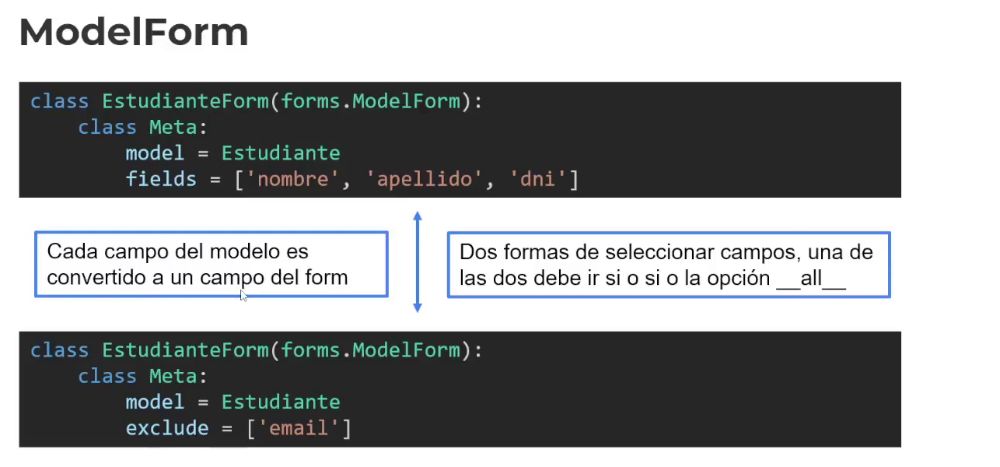 ModelForm
class EstudianteForm(forms.ModelForm):
    class Meta:
        model = Estudiante
        fields = ['nombre', 'apellido', 'dni']
Cada campo del modelo es
convertido a un campo del form
Dos formas de seleccionar campos, una de
las dos debe ir si o si o la opción __all__
class EstudianteForm(forms.ModelForm):
    class Meta:
        model = Estudiante
        exclude = ['email']